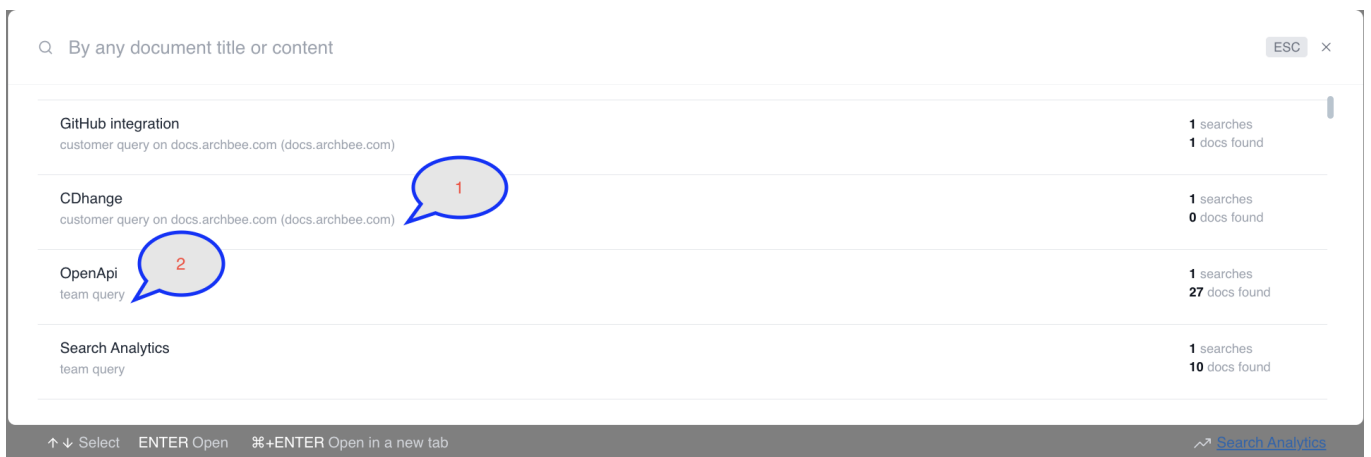 By any document title or content
ESC ×
GitHub integration
customer query on docs.archbee.com (docs.archbee.com)
1 searches
1 docs found
CDhange
customer query on docs.archbee.com (docs.archbee.com)
1
1 searches
0 docs found
OpenApi
team query
2
1 searches
27 docs found
Search Analytics
team query
1 searches
10 docs found
↑↓ Select ENTER Open ⌘+ENTER Open in a new tab Search Analytics